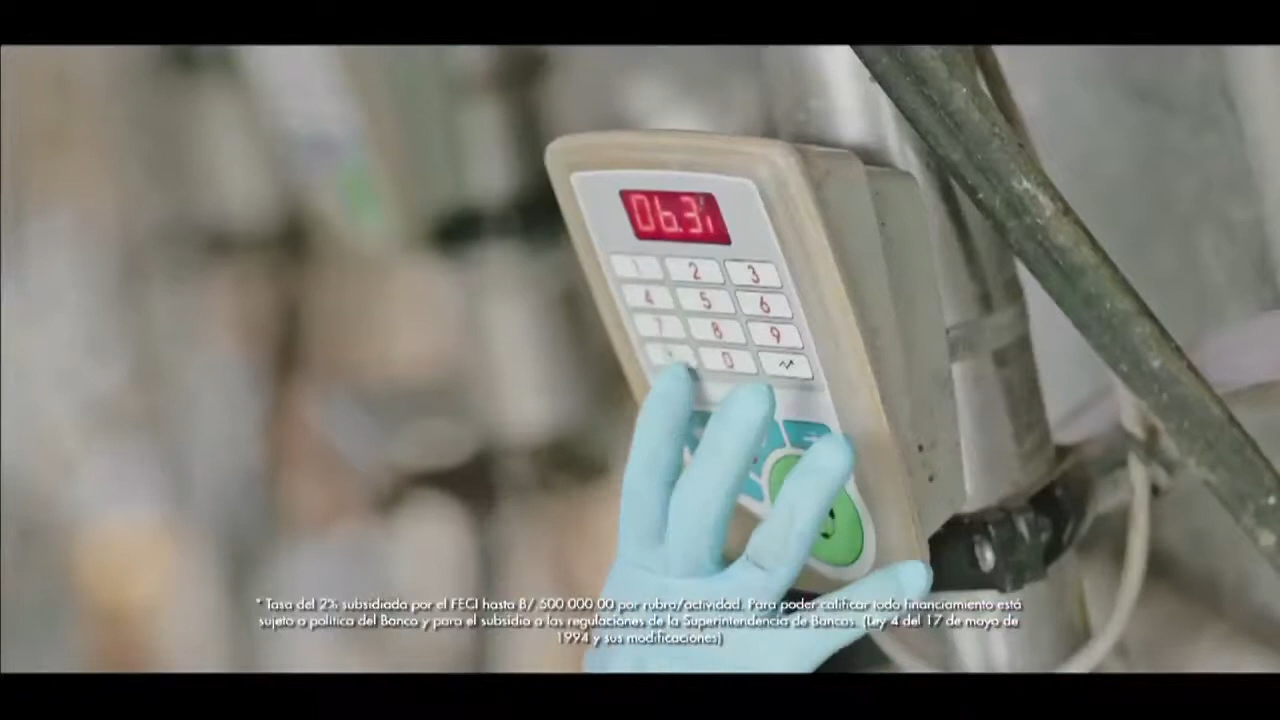 06.31
1 2 3
4 5 6
7 8 9
0
* Tasa del 2% subsidiada por el FECI hasta B/ 500 000.00 por rubro/actividad. Para poder calificar todo financiamiento está
sujeto a política del Banco y para el subsidio a las regulaciones de la Superintendencia de Bancos. (Ley 4 del 17 de mayo de
1994 y sus modificaciones)